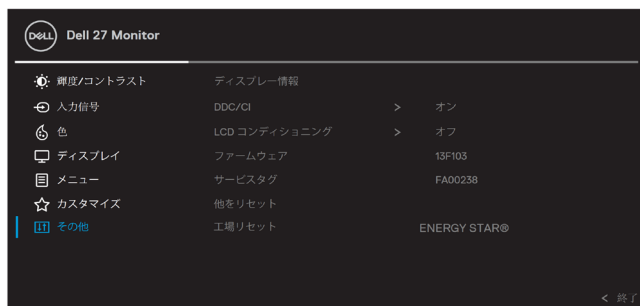 DELL
Dell 27 Monitor
輝度/コントラスト ディスプレー情報
入力信号 DDC/CI > オン
色 LCD コンディショニング > オフ
ディスプレイ ファームウェア 13F103
メニュー サービスタグ FA00238
カスタマイズ 他をリセット
その他 工場リセット ENERGY STAR®
< 終了